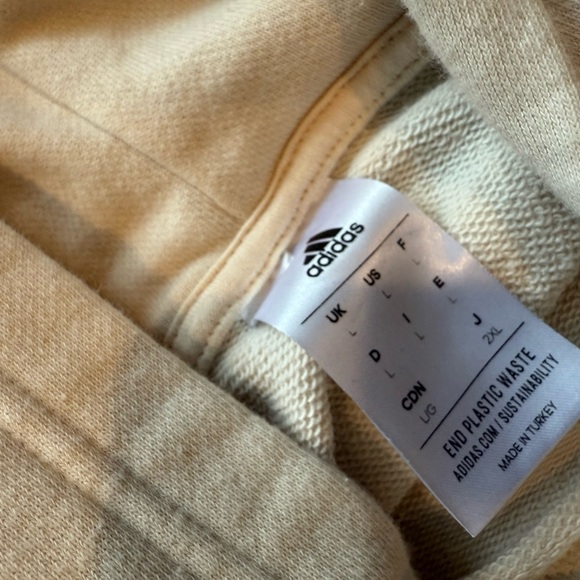 adidas
UK US F
L L L
D I E
L L L
CDN J
L/G 2XL
END PLASTIC WASTE
ADIDAS.COM / SUSTAINABILITY
MADE IN TURKEY